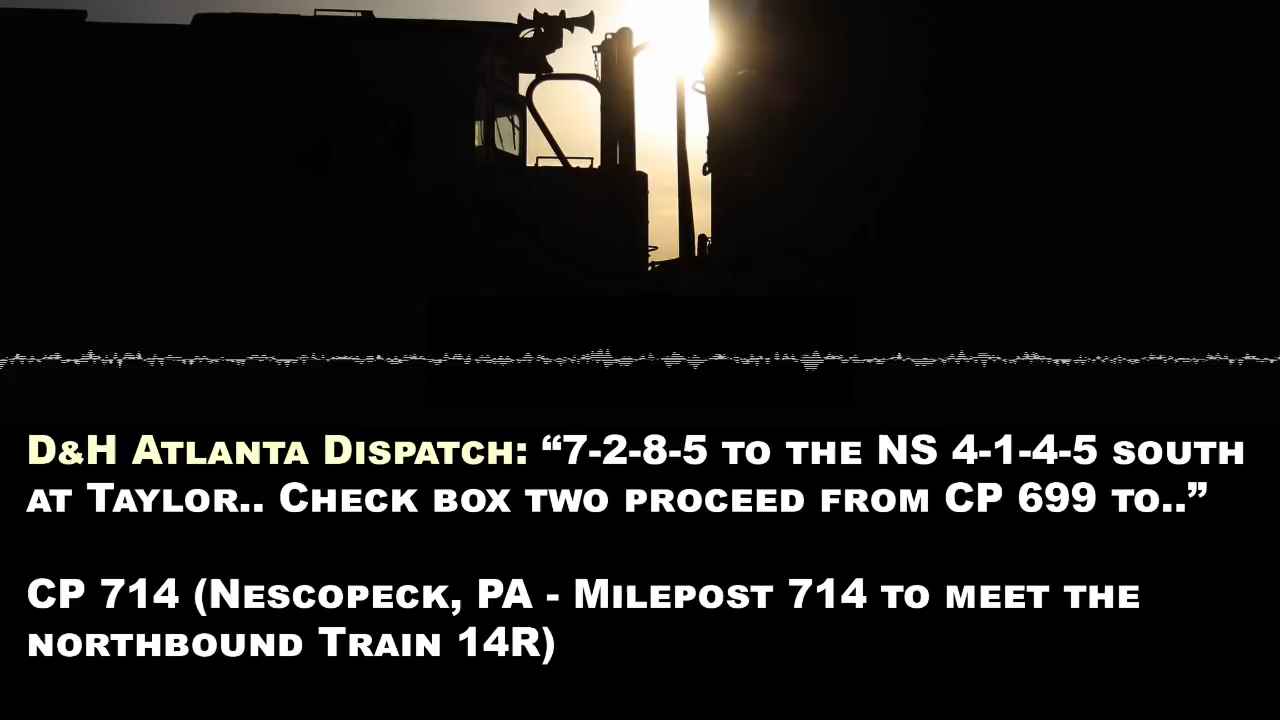 D&H Atlanta Dispatch: “7-2-8-5 to the NS 4-1-4-5 south
at Taylor.. Check box two proceed from CP 699 to..”
CP 714 (Nescopeck, PA - Milepost 714 to meet the
northbound Train 14R)